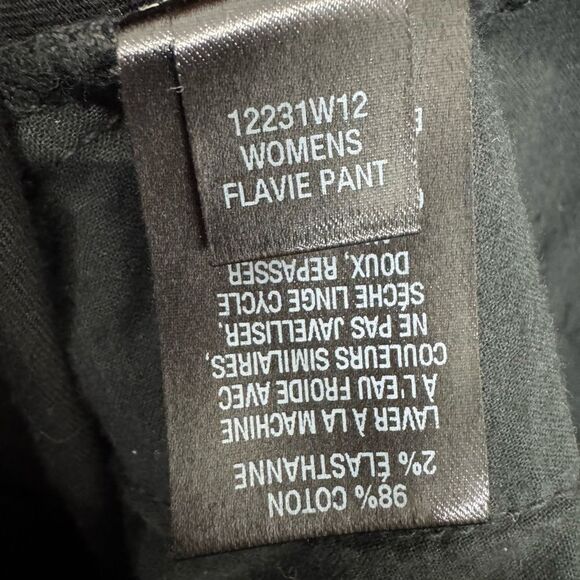 12231W12
WOMENS
FLAVIE PANT
98% COTON
2% ÉLASTHANNE
LAVER À LA MACHINE
À L'EAU FROIDE AVEC
COULEURS SIMILAIRES,
NE PAS JAVELLISER,
SÉCHE LINGE CYCLE
DOUX, REPASSER